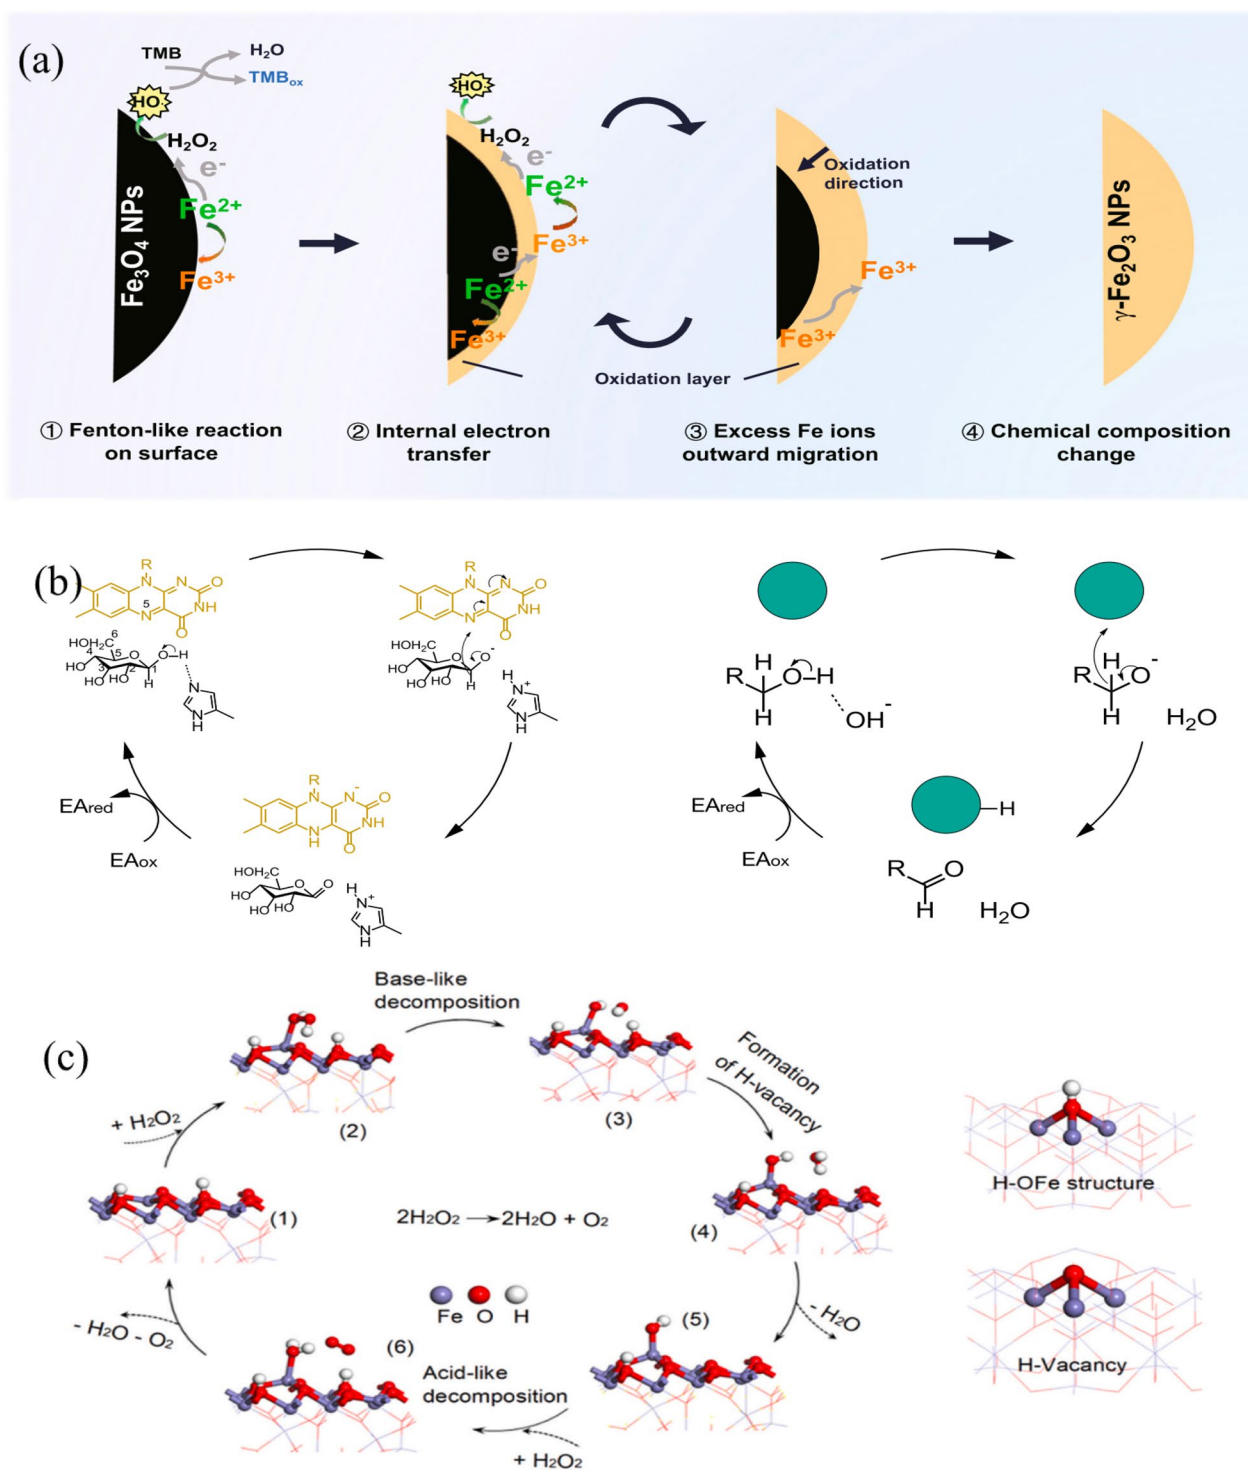 (a)
TMB
H₂O
TMBox
HO·
H₂O₂
e⁻
Fe²⁺
Fe³⁺
Fe₃O₄ NPs
HO·
H₂O₂
e⁻
Fe²⁺
Fe³⁺
e⁻
Fe²⁺
Fe³⁺
Oxidation layer
Oxidation
direction
Fe³⁺
Fe³⁺
γ-Fe₂O₃ NPs
① Fenton-like reaction
on surface
② Internal electron
transfer
③ Excess Fe ions
outward migration
④ Chemical composition
change
(b)
R
N
N
O
5
N
NH
O
6
HOH₂C
4
5
O
O
H
HO
3
2
1
HO
HO
H
N
N
H
R
N
N
O
N
NH
O
HOH₂C
O
O⁻
HO
HO
HO
H
H
N⁺
N
H
R
N⁻
N
O
N
H
NH
O
HOH₂C
O
O
HO
HO
HO
H
N⁺
N
H
EAred
EAox
H
R
O
H
H
OH⁻
H
R
O⁻
H
H₂O
H
R
O
H
H₂O
EAred
EAox
(c)
Base-like
decomposition
Formation
of H-vacancy
+ H₂O₂
(2)
(3)
(1)
2H₂O₂ → 2H₂O + O₂
(4)
H-OFe structure
Fe O H
(5)
- H₂O
- H₂O - O₂
(6)
Acid-like
decomposition
+ H₂O₂
H-Vacancy